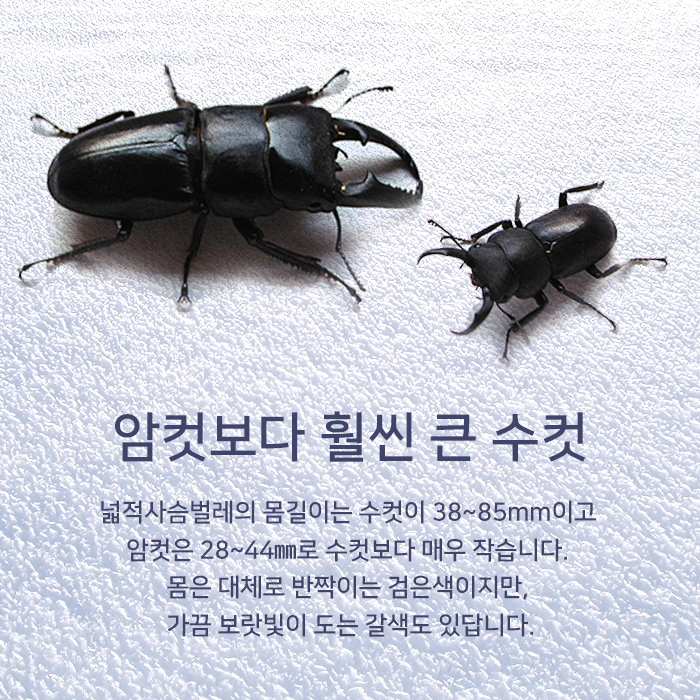 암컷보다 훨씬 큰 수컷
넓적사슴벌레의 몸길이는 수컷이 38~85mm이고
암컷은 28~44㎜로 수컷보다 매우 작습니다.
몸은 대체로 반짝이는 검은색이지만,
가끔 보랏빛이 도는 갈색도 있답니다.